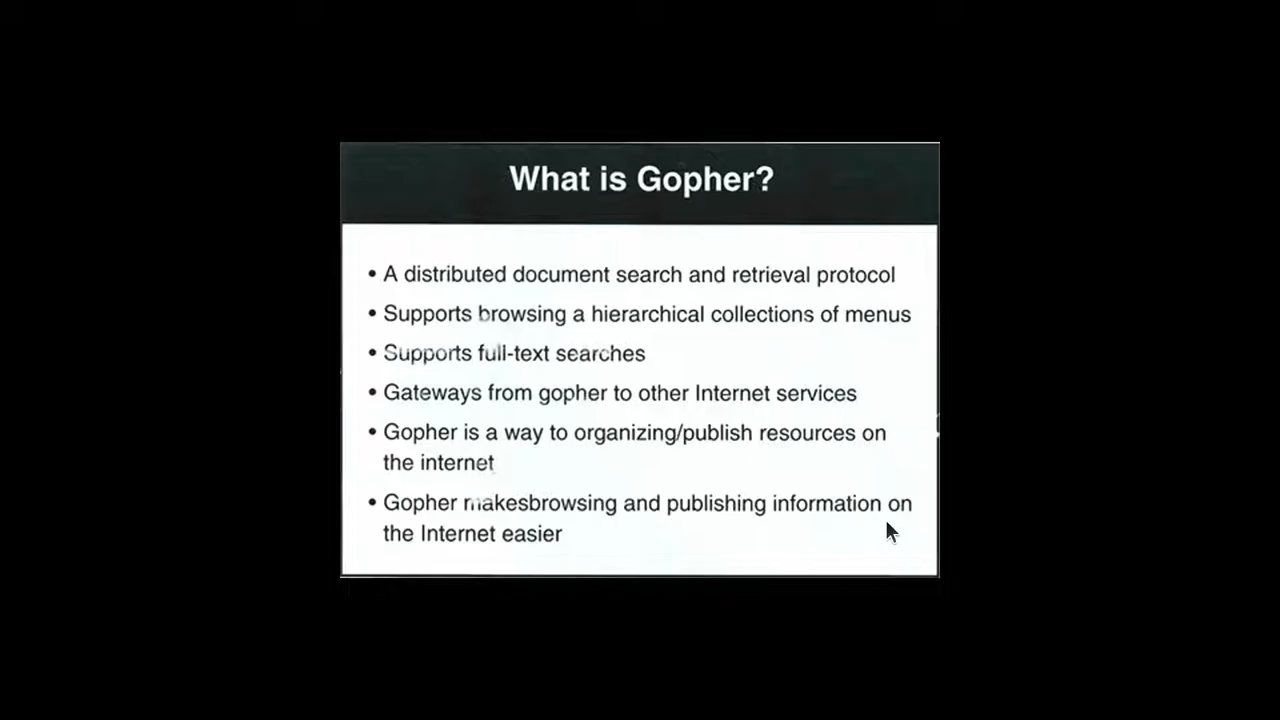 What is Gopher?
• A distributed document search and retrieval protocol
• Supports browsing a hierarchical collections of menus
• Supports full-text searches
• Gateways from gopher to other Internet services
• Gopher is a way to organizing/publish resources on
the internet
• Gopher makesbrowsing and publishing information on
the Internet easier